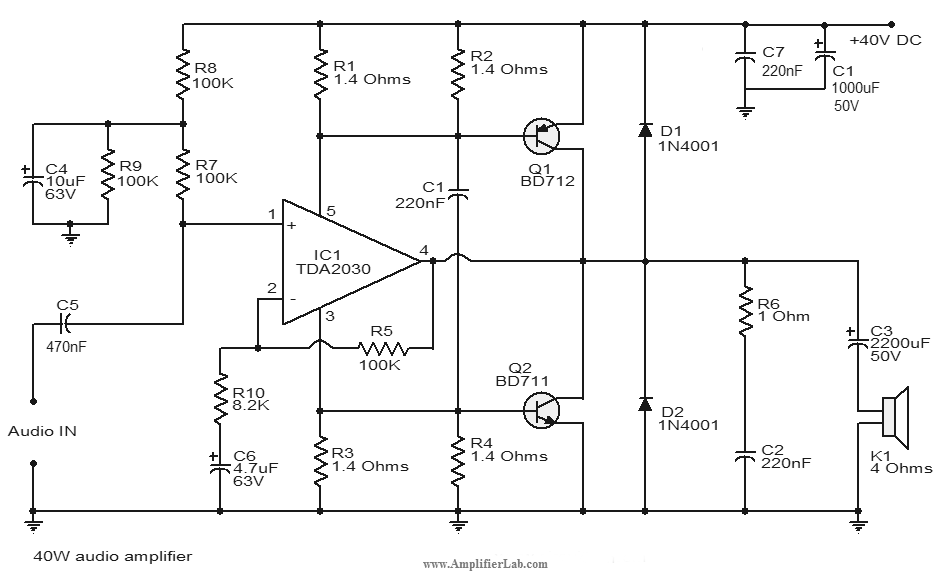 +40V DC
R8
100K
R1
1.4 Ohms
R2
1.4 Ohms
C7
220nF
+
C1
1000uF
50V
+
C4
10uF
63V
R9
100K
R7
100K
C1
220nF
Q1
BD712
D1
1N4001
1
+
5
IC1
TDA2030
4
2
-
3
C5
470nF
R5
100K
R6
1 Ohm
+
C3
2200uF
50V
R10
8.2K
Q2
BD711
D2
1N4001
Audio IN
+
C6
4.7uF
63V
R3
1.4 Ohms
R4
1.4 Ohms
C2
220nF
K1
4 Ohms
40W audio amplifier
www.AmplifierLab.com